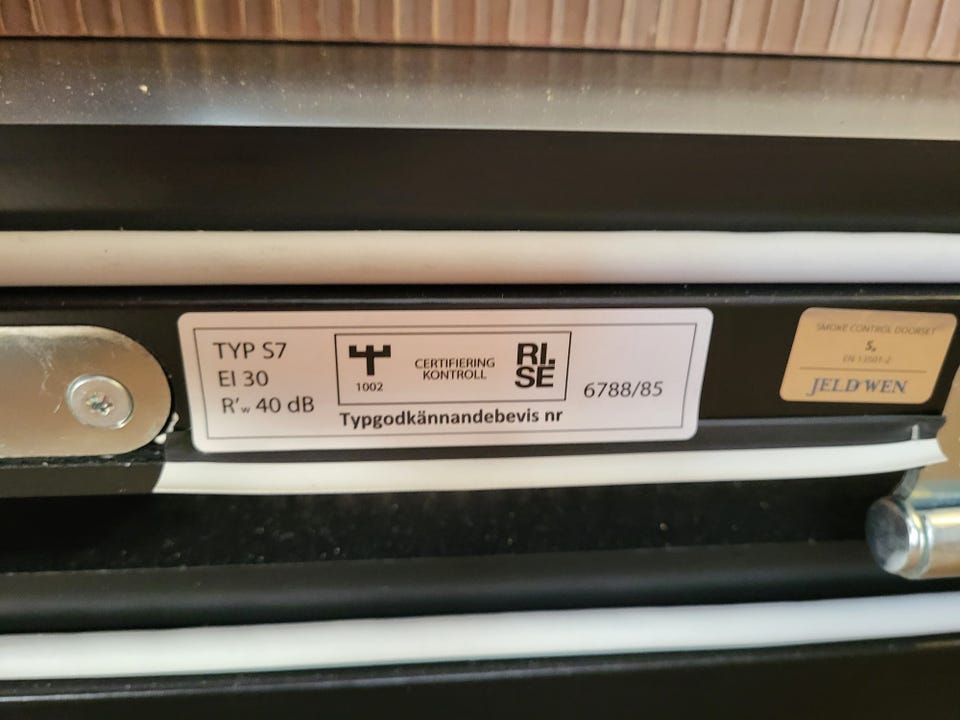 TYP S7
EI 30
R'w 40 dB
1002
CERTIFIERING
KONTROLL
RI.
SE
6788/85
Typgodkännandebevis nr
SMOKE CONTROL DOORSET
Sa
EN 13501-2
JELD-WEN